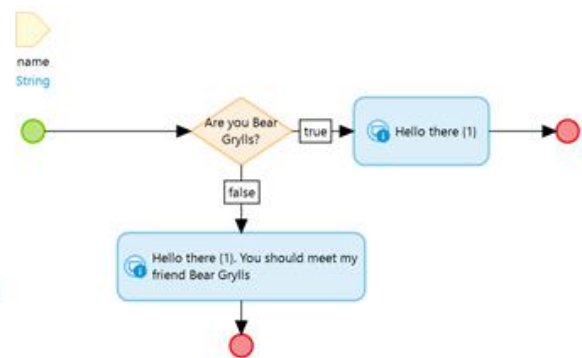 name
String
Are you Bear
Grylls?
true
Hello there {1}
false
Hello there {1}. You should meet my
friend Bear Grylls